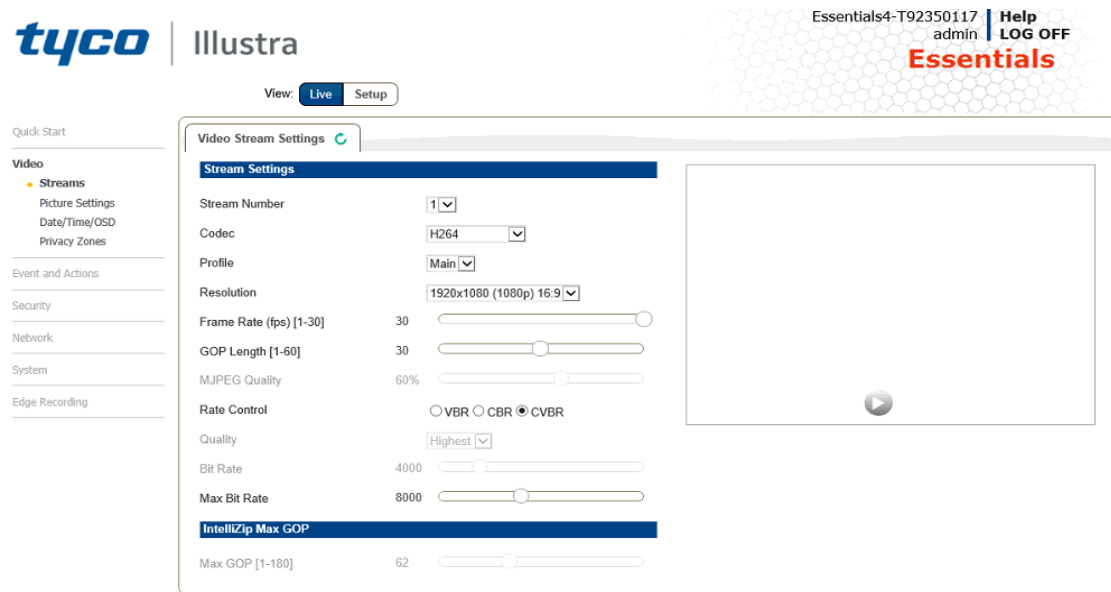 tyco | Illustra
Essentials4-T92350117 Help
admin LOG OFF
Essentials
View: Live Setup
Quick Start
Video
Streams
Picture Settings
Date/Time/OSD
Privacy Zones
Event and Actions
Security
Network
System
Edge Recording
Video Stream Settings
Stream Settings
Stream Number 1
Codec H264
Profile Main
Resolution 1920x1080 (1080p) 16:9
Frame Rate (fps) [1-30] 30
GOP Length [1-60] 30
MJPEG Quality 60%
Rate Control VBR CBR CVBR
Quality Highest
Bit Rate 4000
Max Bit Rate 8000
IntelliZip Max GOP
Max GOP [1-180] 62